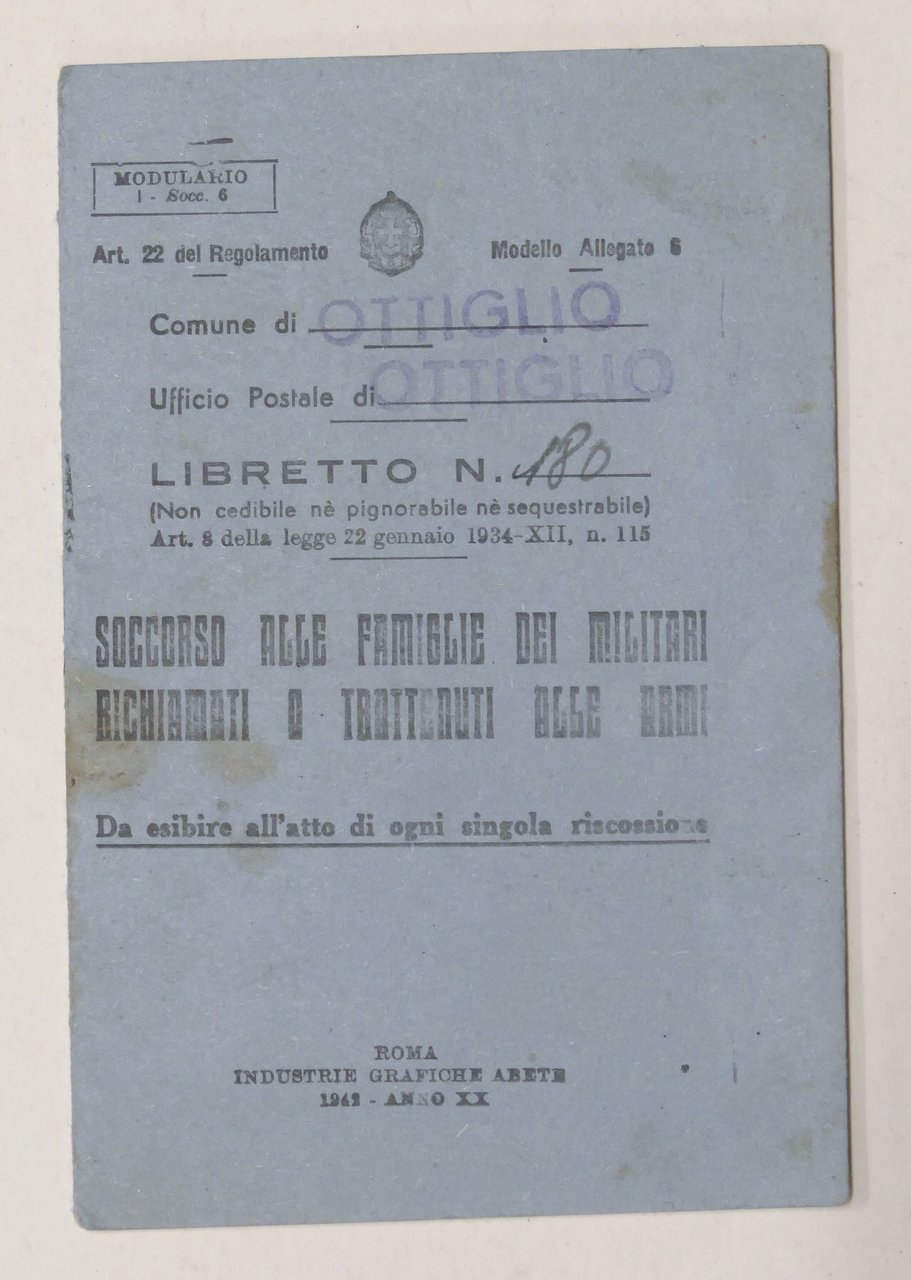 MODULARIO
I - Socc. 6
Art. 22 del Regolamento
Modello Allegato 6
Comune di OTTIGLIO
Ufficio Postale di OTTIGLIO
LIBRETTO N. 180
(Non cedibile nè pignorabile nè sequestrabile)
Art. 8 della legge 22 gennaio 1934-XII, n. 115
SOCCORSO ALLE FAMIGLIE DEI MILITARI
RICHIAMATI O TRATTENUTI ALLE ARMI
Da esibire all'atto di ogni singola riscossione
ROMA
INDUSTRIE GRAFICHE ABETE
1942 - ANNO XX